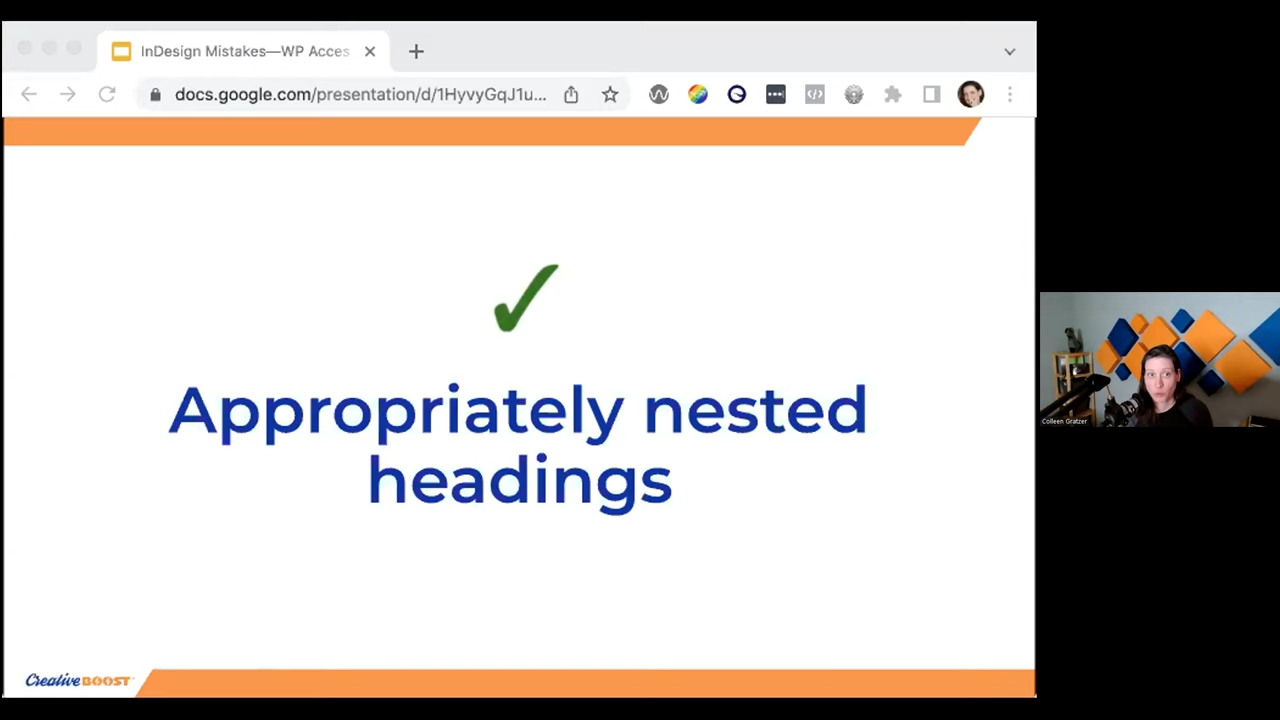 InDesign Mistakes—WP Acces
docs.google.com/presentation/d/1HyvyGqJ1u...
Appropriately nested
headings
Colleen Gratzer
CreativeBOOST